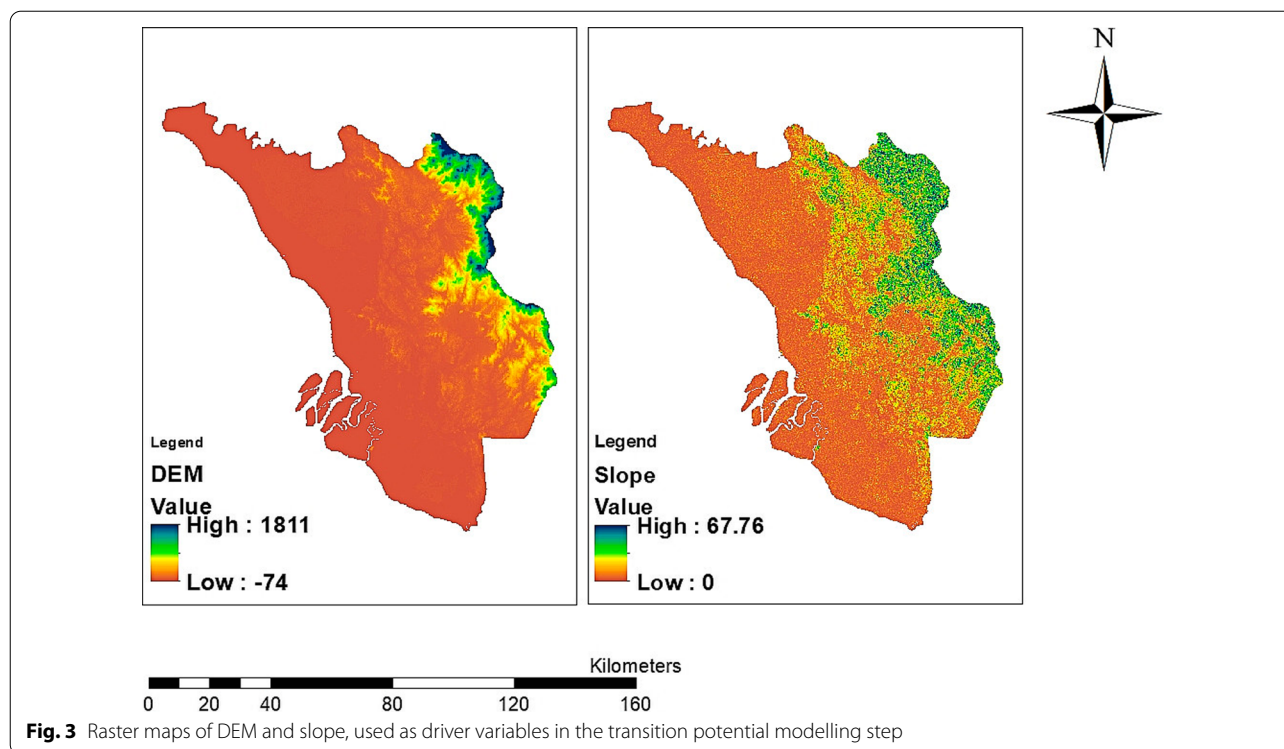 N
Legend
DEM
Value
High : 1811
Low : -74
Legend
Slope
Value
High : 67.76
Low : 0
Kilometers
0 20 40 80 120 160
Fig. 3 Raster maps of DEM and slope, used as driver variables in the transition potential modelling step